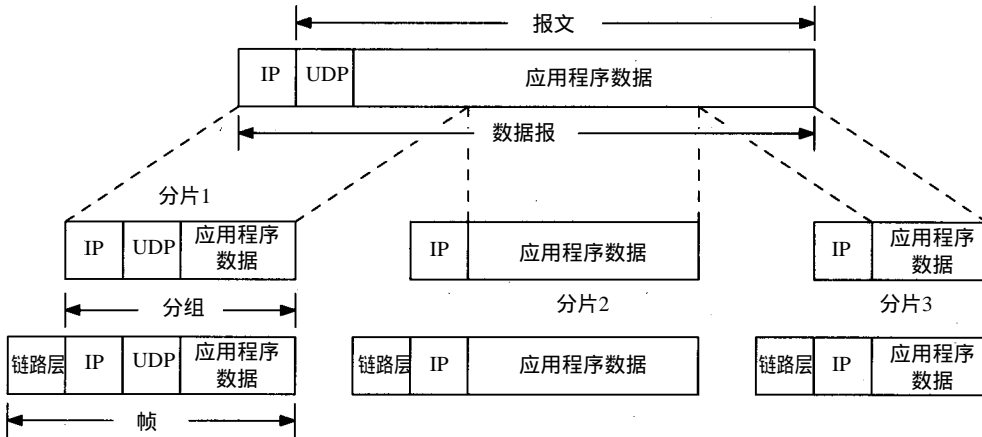 报文
IP UDP 应用程序数据
数据报
分片1
IP UDP 应用程序
数据
IP 应用程序数据
IP 应用程序
数据
分组
分片2
分片3
链路层 IP UDP 应用程序
数据
链路层 IP 应用程序数据
链路层 IP 应用程序
数据
帧